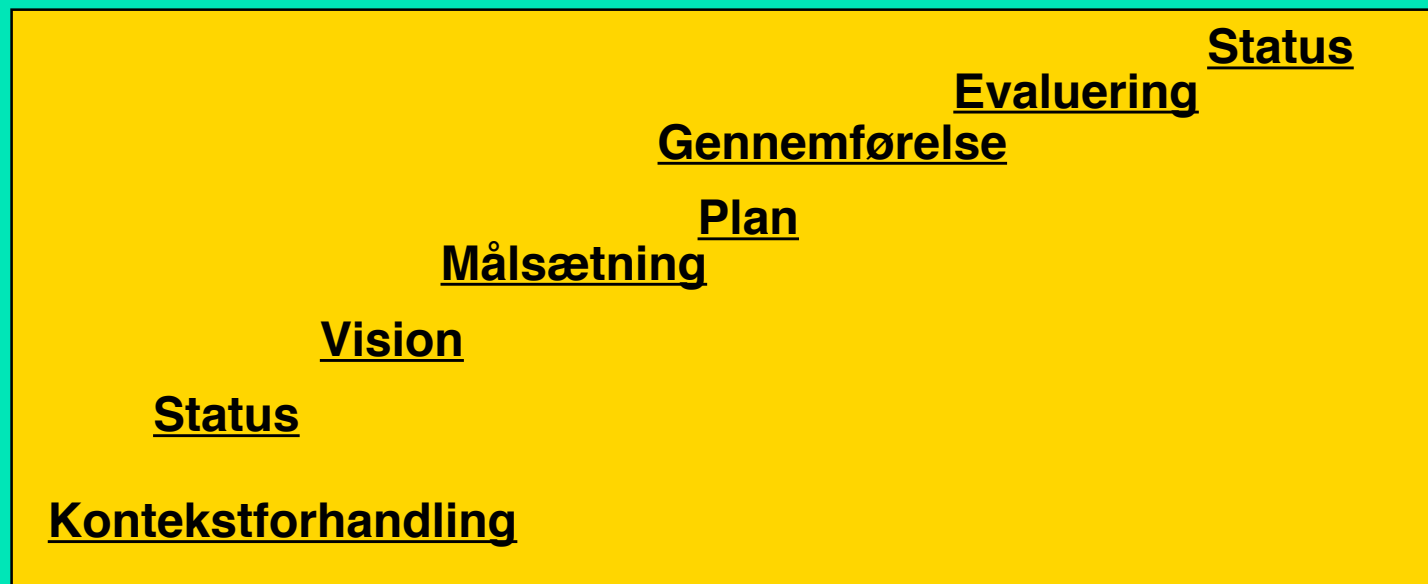 Status
Evaluering
Gennemførelse
Plan
Målsætning
Vision
Status
Kontekstforhandling